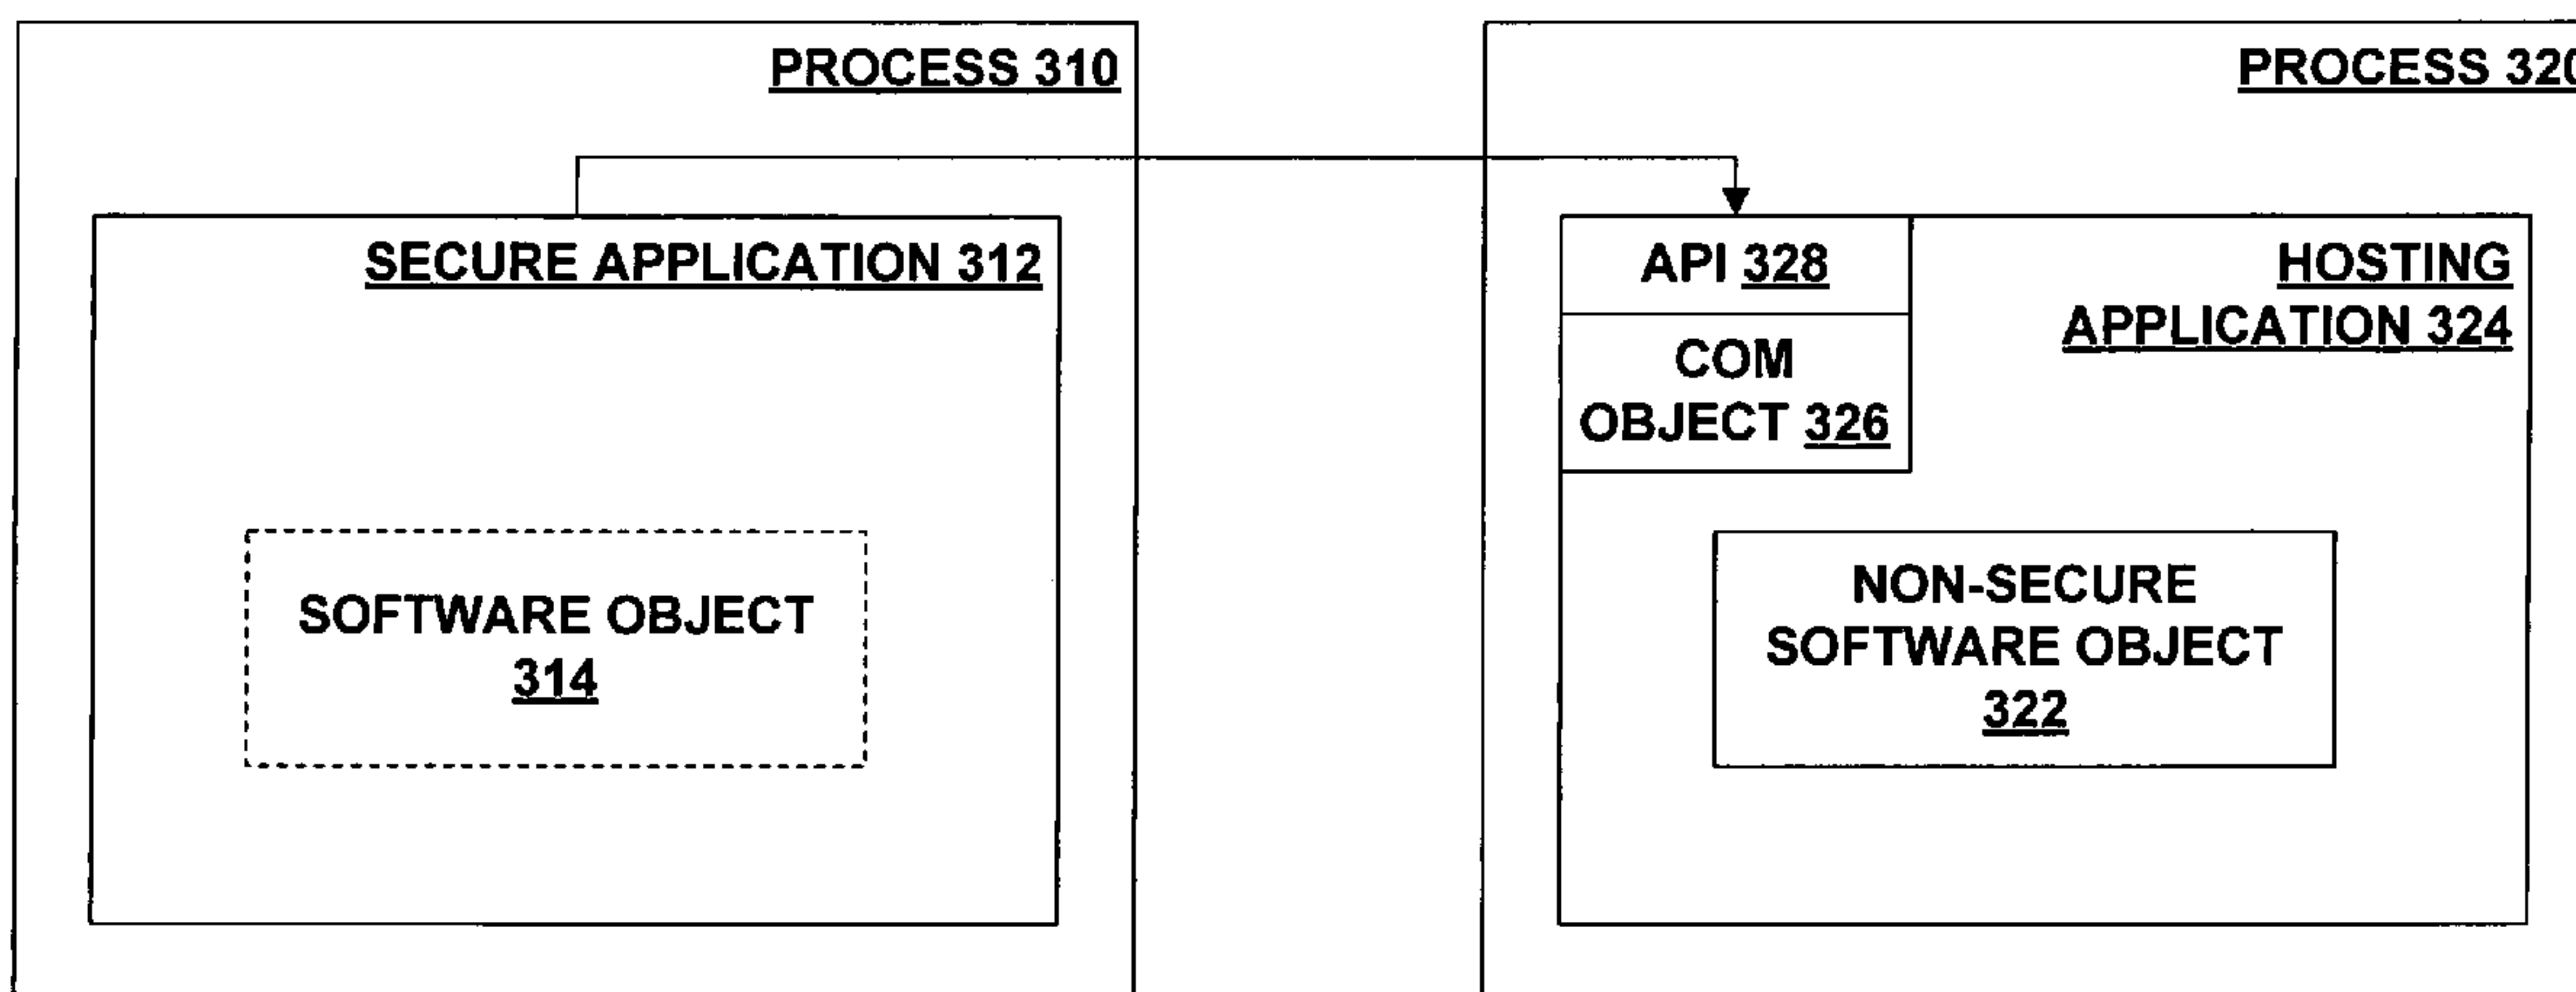 PROCESS 310
PROCESS 320
SECURE APPLICATION 312
API 328
HOSTING
APPLICATION 324
COM
OBJECT 326
SOFTWARE OBJECT
314
NON-SECURE
SOFTWARE OBJECT
322